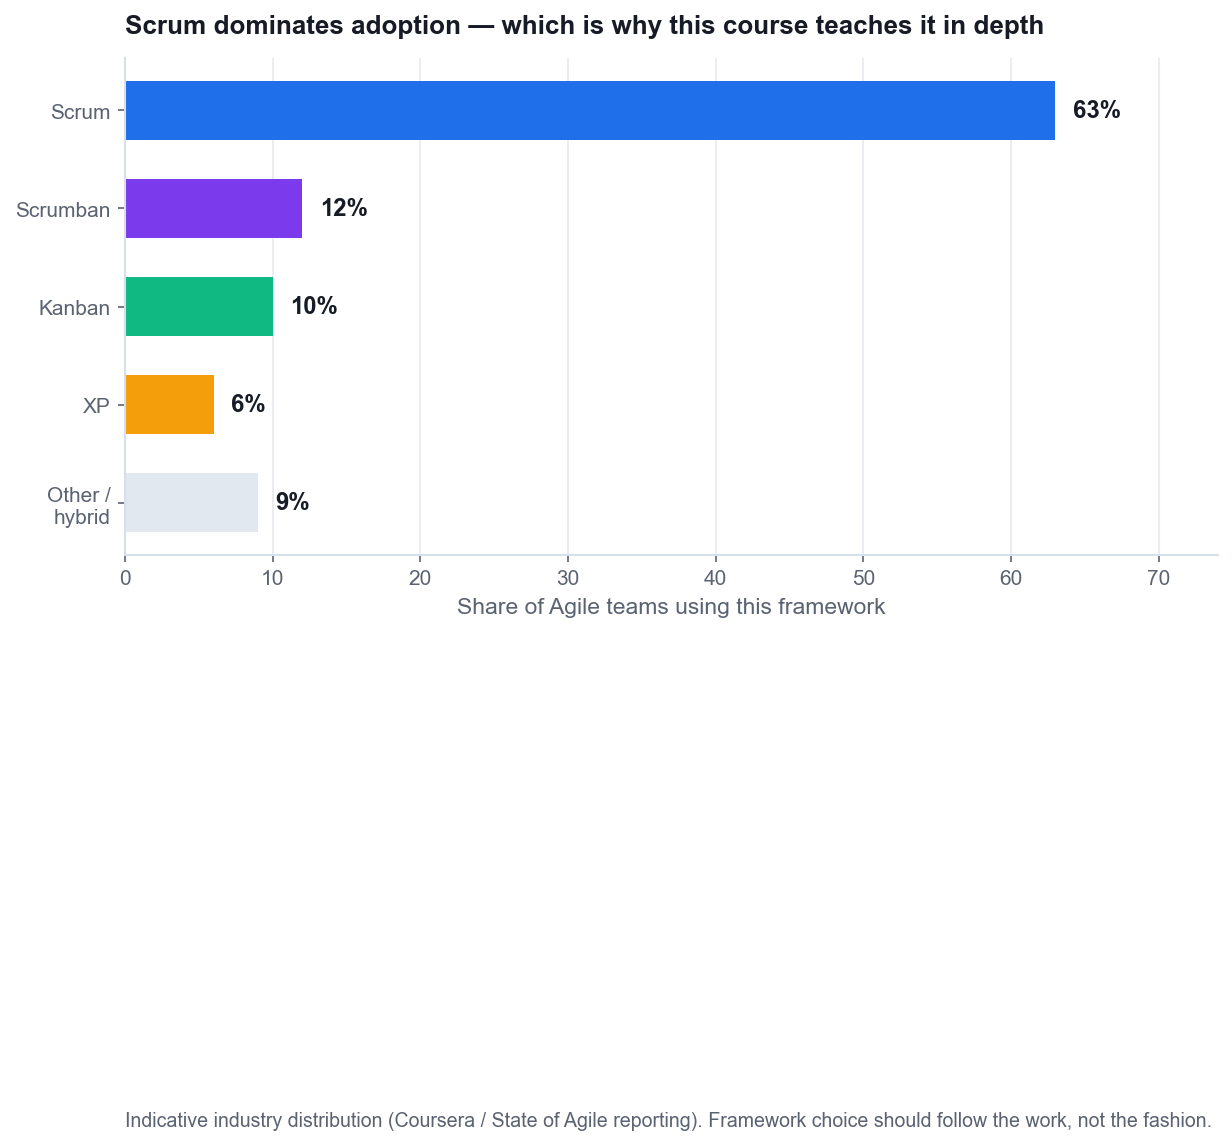 Scrum dominates adoption — which is why this course teaches it in depth
Scrum
63%
Scrumban
12%
Kanban
10%
XP
6%
Other /
hybrid
9%
0 10 20 30 40 50 60 70
Share of Agile teams using this framework
Indicative industry distribution (Coursera / State of Agile reporting). Framework choice should follow the work, not the fashion.